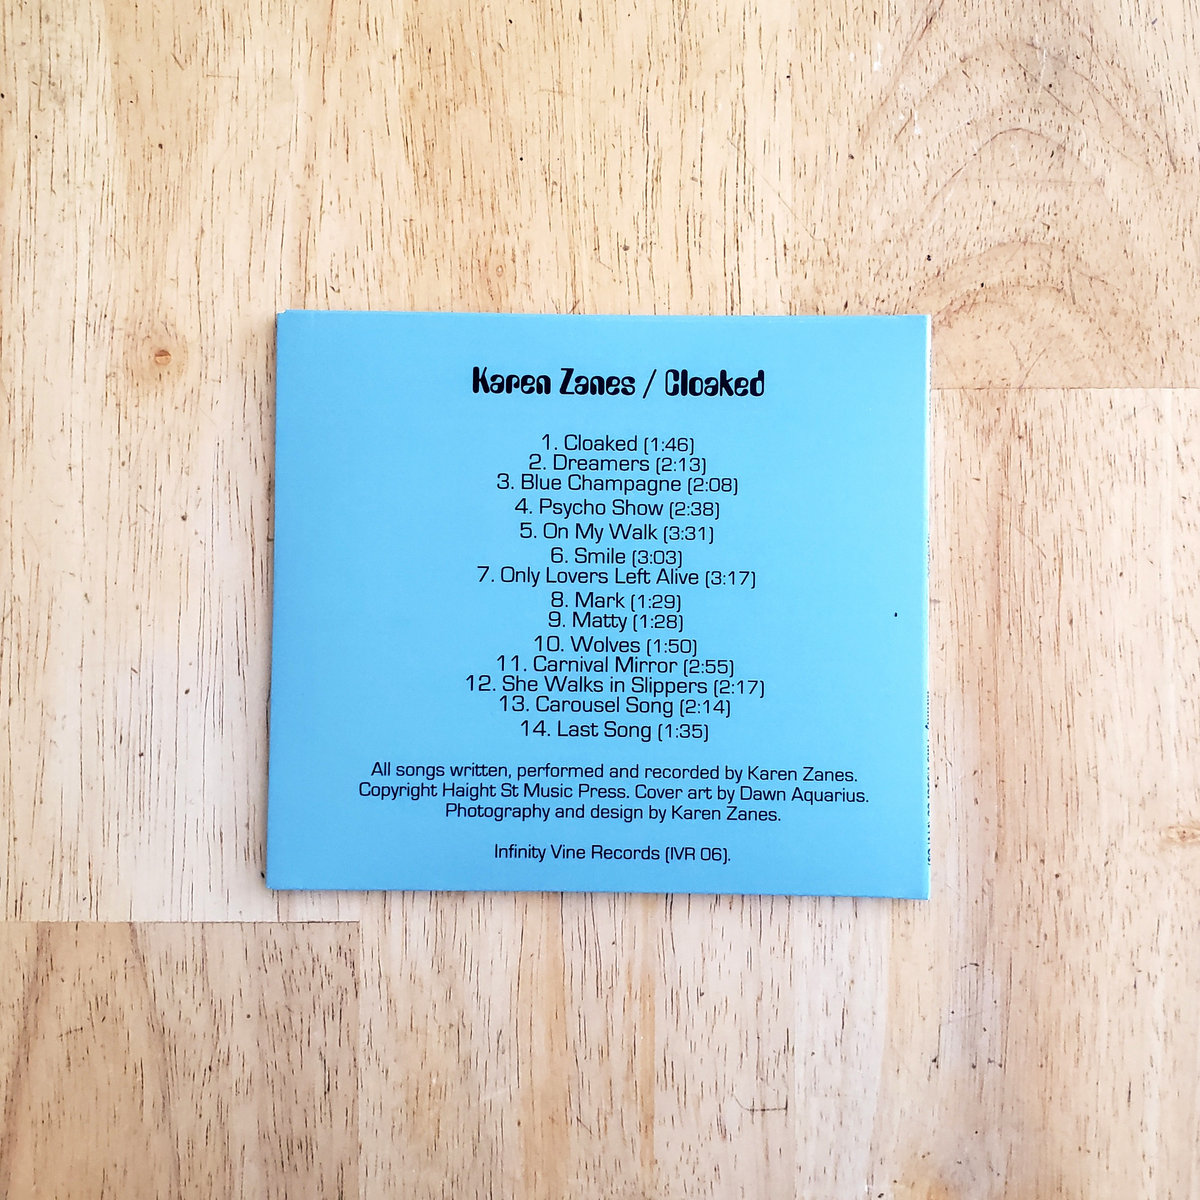 Karen Zanes / Cloaked
1. Cloaked (1:46)
2. Dreamers (2:13)
3. Blue Champagne (2:08)
4. Psycho Show (2:38)
5. On My Walk (3:31)
6. Smile (3:03)
7. Only Lovers Left Alive (3:17)
8. Mark (1:29)
9. Matty (1:28)
10. Wolves (1:50)
11. Carnival Mirror (2:55)
12. She Walks in Slippers (2:17)
13. Carousel Song (2:14)
14. Last Song (1:35)
All songs written, performed and recorded by Karen Zanes.
Copyright Haight St Music Press. Cover art by Dawn Aquarius.
Photography and design by Karen Zanes.
Infinity Vine Records (IVR 06).